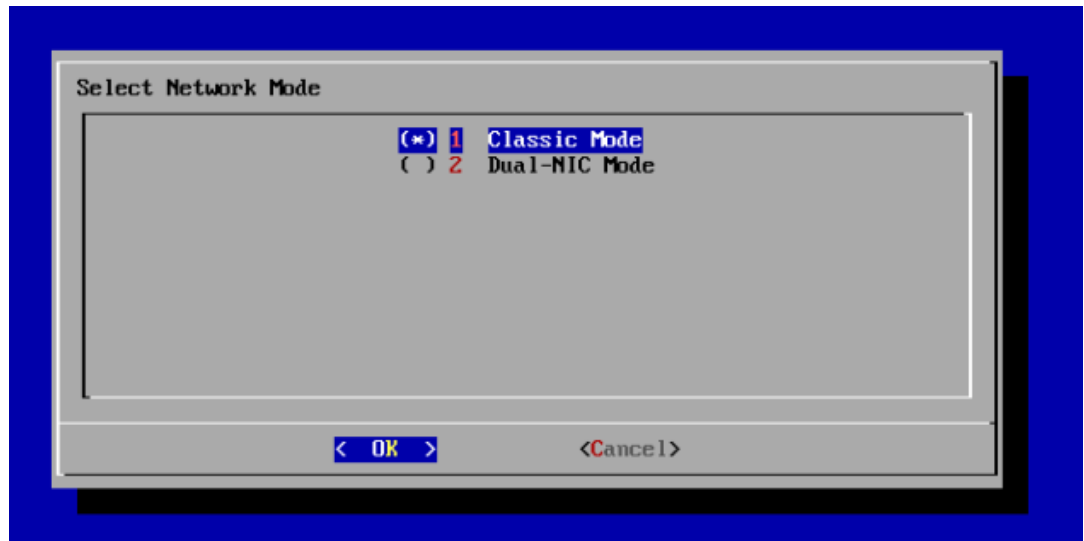 Select Network Mode
(*) 1 Classic Mode
( ) 2 Dual-NIC Mode
< OK > <Cancel>